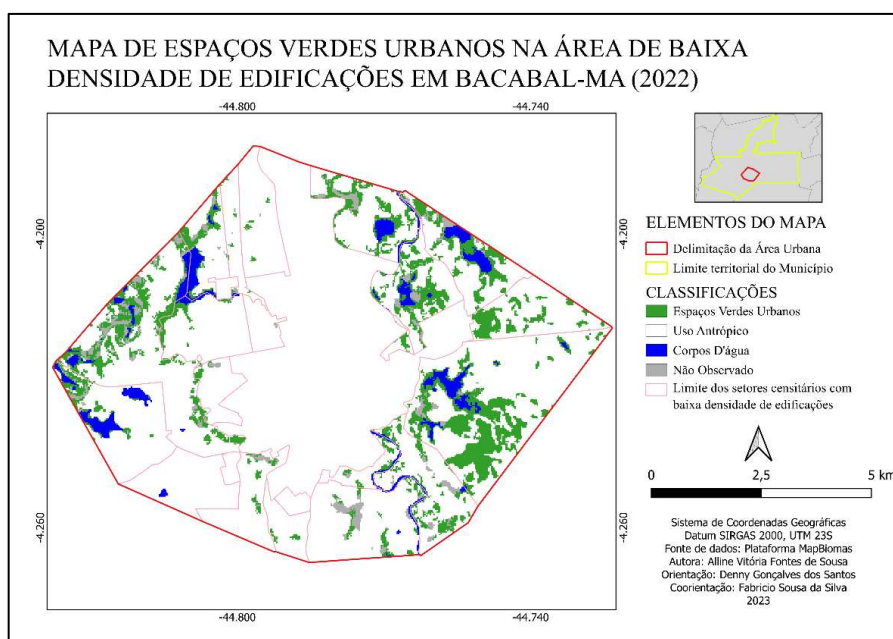 MAPA DE ESPAÇOS VERDES URBANOS NA ÁREA DE BAIXA
DENSIDADE DE EDIFICAÇÕES EM BACABAL-MA (2022)
-44.800
-44.740
-4.200
-4.200
-4.260
-4.260
-44.800
-44.740
ELEMENTOS DO MAPA
Delimitação da Área Urbana
Limite territorial do Município
CLASSIFICAÇÕES
Espaços Verdes Urbanos
Uso Antrópico
Corpos D'água
Não Observado
Limite dos setores censitários com
baixa densidade de edificações
0
2,5
5 km
Sistema de Coordenadas Geográficas
Datum SIRGAS 2000, UTM 23S
Fonte de dados: Plataforma MapBiomas
Autora: Alline Vitória Fontes de Sousa
Orientação: Denny Gonçalves dos Santos
Coorientação: Fabricio Sousa da Silva
2023